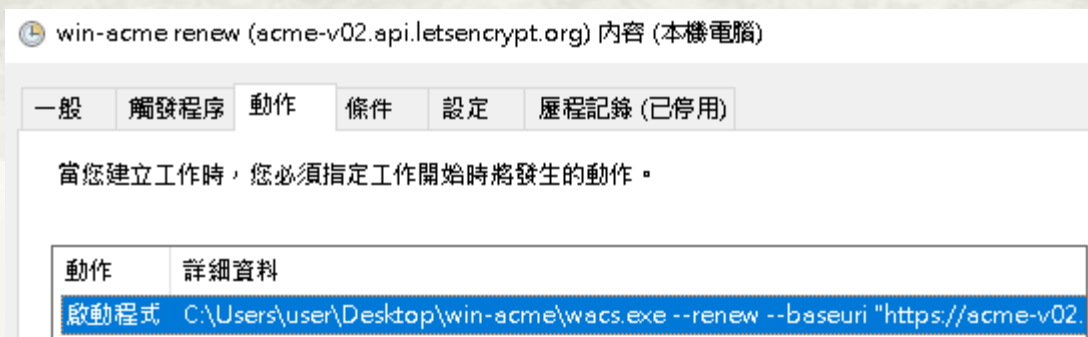 win-acme renew (acme-v02.api.letsencrypt.org) 內容 (本機電腦)
一般 觸發程序 動作 條件 設定 歷程記錄 (已停用)
當您建立工作時，您必須指定工作開始時將發生的動作。
動作 詳細資料
啟動程式 C:\Users\user\Desktop\win-acme\wacs.exe --renew --baseuri "https://acme-v02.